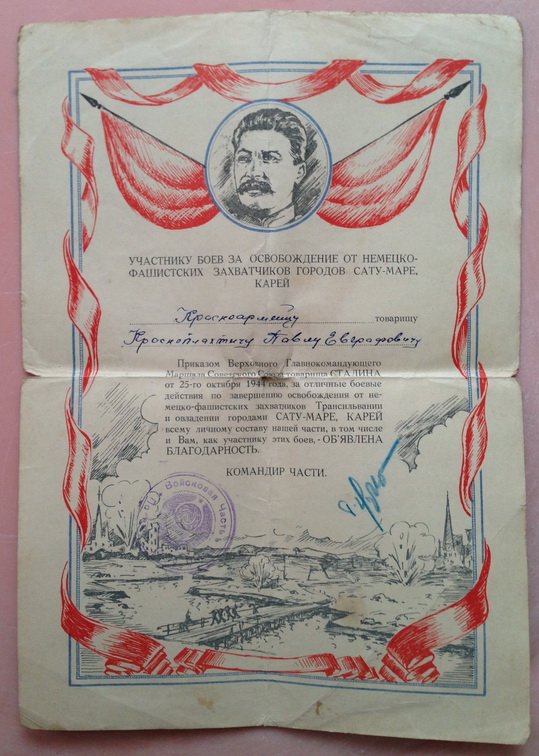 УЧАСТНИКУ БОЕВ ЗА ОСВОБОЖДЕНИЕ ОТ НЕМЕЦКО-
ФАШИСТСКИХ ЗАХВАТЧИКОВ ГОРОДОВ САТУ-МАРЕ,
КАРЕЙ
Красноармейцу товарищу
Павлу Евграфовичу
Приказом Верховного Главнокомандующего
Маршала Советского Союза товарища СТАЛИНА
от 25-го октября 1944 года, за отличные боевые
действия по завершению освобождения от не-
мецко-фашистских захватчиков Трансильвании
и овладении городами САТУ-МАРЕ, КАРЕЙ
всему личному составу нашей части, в том числе
и Вам, как участнику этих боев,- ОБ'ЯВЛЕНА
БЛАГОДАРНОСТЬ.
КОМАНДИР ЧАСТИ.
Войсковая Часть